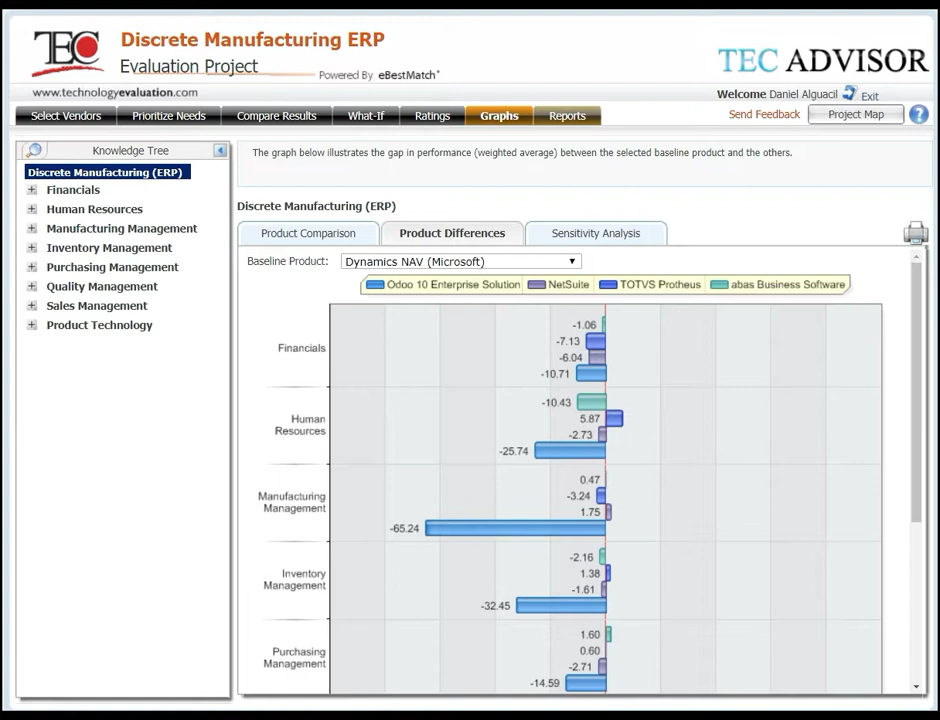 TEC
Discrete Manufacturing ERP
Evaluation Project
Powered By eBestMatch
www.technologyevaluation.com
TEC ADVISOR
Welcome Daniel Alguacil Exit
Select Vendors Prioritize Needs Compare Results What-If Ratings Graphs Reports
Send Feedback Project Map ?
Knowledge Tree
Discrete Manufacturing (ERP)
Financials
Human Resources
Manufacturing Management
Inventory Management
Purchasing Management
Quality Management
Sales Management
Product Technology
The graph below illustrates the gap in performance (weighted average) between the selected baseline product and the others.
Discrete Manufacturing (ERP)
Product Comparison Product Differences Sensitivity Analysis
Baseline Product: Dynamics NAV (Microsoft)
Odoo 10 Enterprise Solution NetSuite TOTVS Protheus abas Business Software
Financials
-1.06
-7.13
-6.04
-10.71
Human
Resources
-10.43
5.87
-2.73
-25.74
Manufacturing
Management
0.47
-3.24
1.75
-65.24
Inventory
Management
-2.16
1.38
-1.61
-32.45
Purchasing
Management
1.60
0.60
-2.71
-14.59